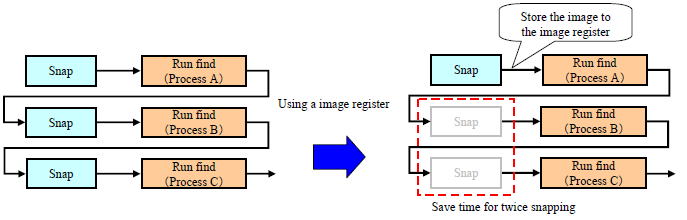 Snap
Run find
(Process A)
Snap
Run find
(Process B)
Snap
Run find
(Process C)
Using a image register
Store the image to
the image register
Snap
Run find
(Process A)
Snap
Run find
(Process B)
Snap
Run find
(Process C)
Save time for twice snapping